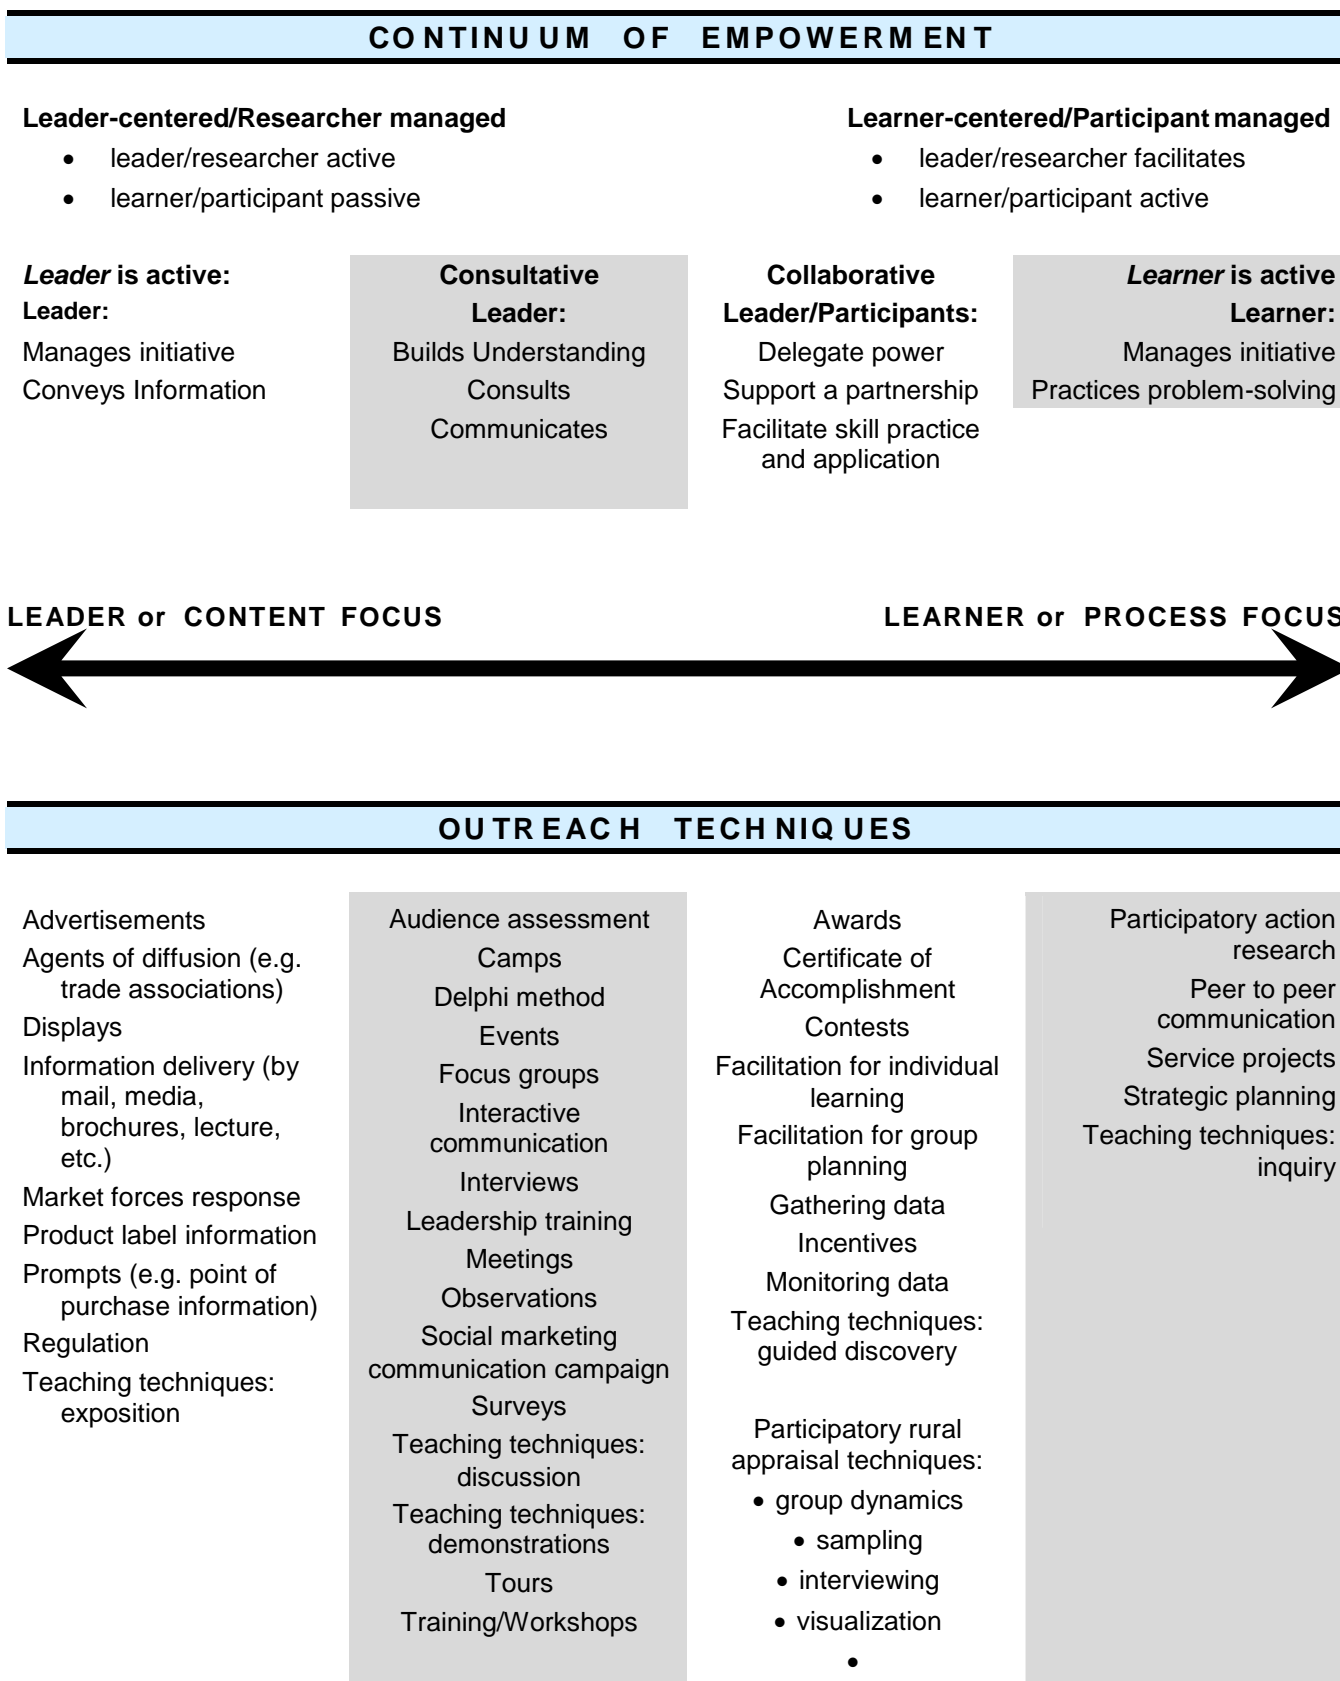 CONTINUUM OF EMPOWERMENT
Leader-centered/Researcher managed
• leader/researcher active
• learner/participant passive
Learner-centered/Participant managed
• leader/researcher facilitates
• learner/participant active
Leader is active:
Leader:
Manages initiative
Conveys Information
Consultative
Leader:
Builds Understanding
Consults
Communicates
Collaborative
Leader/Participants:
Delegate power
Support a partnership
Facilitate skill practice
and application
Learner is active
Learner:
Manages initiative
Practices problem-solving
LEADER or CONTENT FOCUS
LEARNER or PROCESS FOCUS
OUTREACH TECHNIQUES
Advertisements
Agents of diffusion (e.g.
trade associations)
Displays
Information delivery (by
mail, media,
brochures, lecture,
etc.)
Market forces response
Product label information
Prompts (e.g. point of
purchase information)
Regulation
Teaching techniques:
exposition
Audience assessment
Camps
Delphi method
Events
Focus groups
Interactive
communication
Interviews
Leadership training
Meetings
Observations
Social marketing
communication campaign
Surveys
Teaching techniques:
discussion
Teaching techniques:
demonstrations
Tours
Training/Workshops
Awards
Certificate of
Accomplishment
Contests
Facilitation for individual
learning
Facilitation for group
planning
Gathering data
Incentives
Monitoring data
Teaching techniques:
guided discovery
Participatory rural
appraisal techniques:
• group dynamics
• sampling
• interviewing
• visualization
•
Participatory action
research
Peer to peer
communication
Service projects
Strategic planning
Teaching techniques:
inquiry